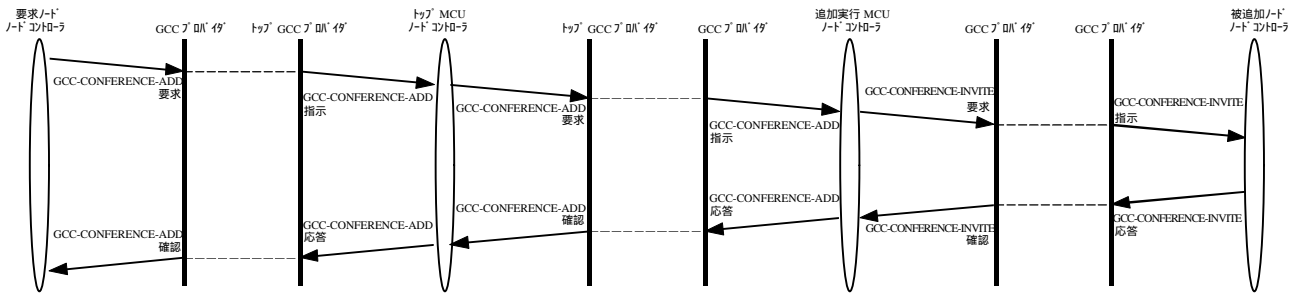 要求ノード
ノードコントローラ
GCC プロバイダ
トップ GCC プロバイダ
トップ MCU
ノードコントローラ
トップ GCC プロバイダ
GCC プロバイダ
追加実行 MCU
ノードコントローラ
GCC プロバイダ
GCC プロバイダ
被追加ノード
ノードコントローラ
GCC-CONFERENCE-ADD
要求
GCC-CONFERENCE-ADD
指示
GCC-CONFERENCE-ADD
要求
GCC-CONFERENCE-ADD
指示
GCC-CONFERENCE-INVITE
要求
GCC-CONFERENCE-INVITE
指示
GCC-CONFERENCE-ADD
確認
GCC-CONFERENCE-ADD
応答
GCC-CONFERENCE-ADD
確認
GCC-CONFERENCE-ADD
応答
GCC-CONFERENCE-INVITE
確認
GCC-CONFERENCE-INVITE
応答